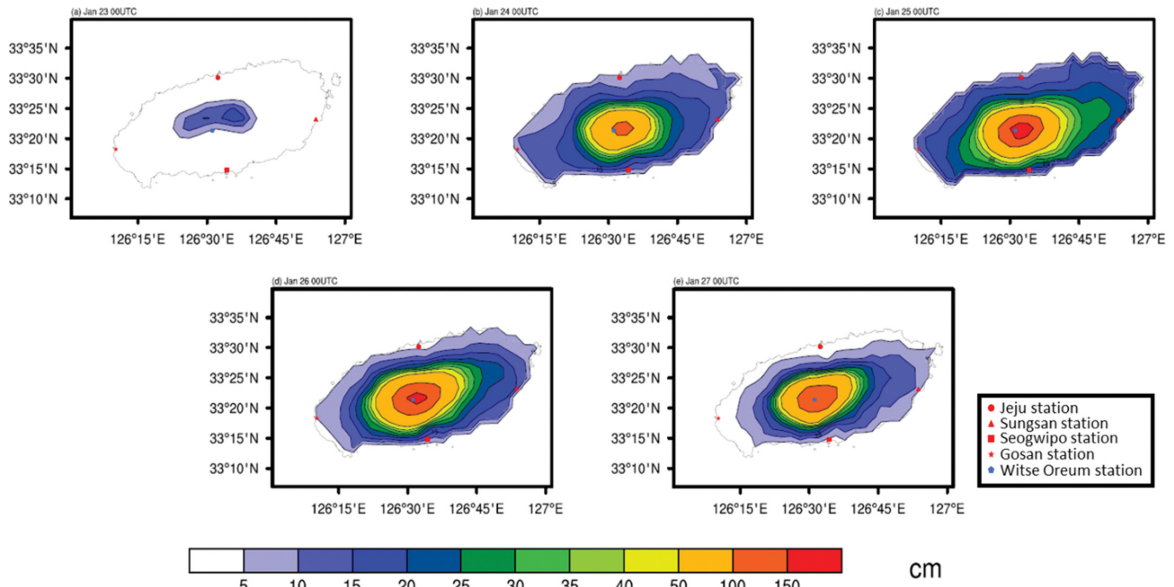 (a) Jan 23 00UTC
33°35'N
33°30'N
33°25'N
33°20'N
33°15'N
33°10'N
126°15'E 126°30'E 126°45'E 127°E
(b) Jan 24 00UTC
33°35'N
33°30'N
33°25'N
33°20'N
33°15'N
33°10'N
126°15'E 126°30'E 126°45'E 127°E
(c) Jan 25 00UTC
33°35'N
33°30'N
33°25'N
33°20'N
33°15'N
33°10'N
126°15'E 126°30'E 126°45'E 127°E
(d) Jan 26 00UTC
33°35'N
33°30'N
33°25'N
33°20'N
33°15'N
33°10'N
126°15'E 126°30'E 126°45'E 127°E
(e) Jan 27 00UTC
33°35'N
33°30'N
33°25'N
33°20'N
33°15'N
33°10'N
126°15'E 126°30'E 126°45'E 127°E
Jeju station
Sungsan station
Seogwipo station
Gosan station
Witse Oreum station
5 10 15 20 25 30 35 40 50 100 150
cm